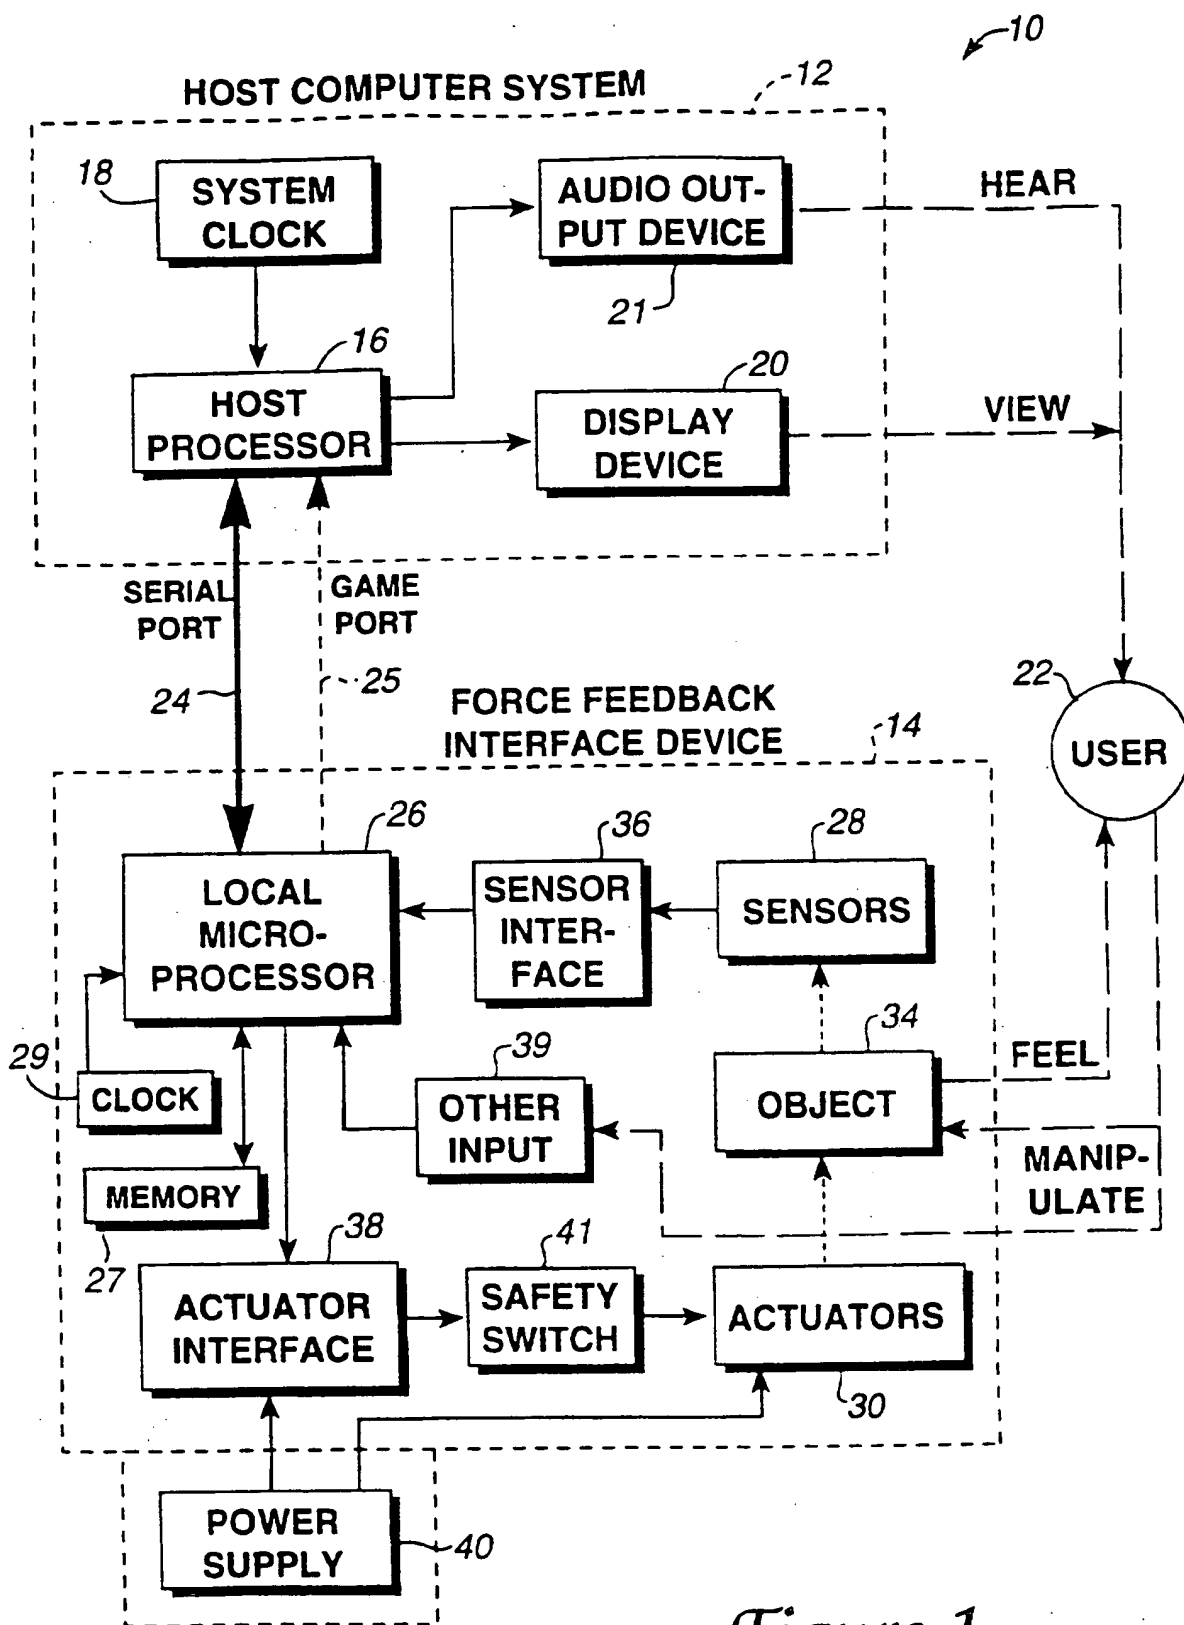 10
HOST COMPUTER SYSTEM
12
18
SYSTEM
CLOCK
AUDIO OUT-
PUT DEVICE
21
HEAR
16
HOST
PROCESSOR
20
DISPLAY
DEVICE
VIEW
SERIAL
PORT
GAME
PORT
24
25
FORCE FEEDBACK
INTERFACE DEVICE
14
22
USER
26
LOCAL
MICRO-
PROCESSOR
36
SENSOR
INTER-
FACE
28
SENSORS
29
CLOCK
39
OTHER
INPUT
34
OBJECT
FEEL
MANIP-
ULATE
MEMORY
27
38
ACTUATOR
INTERFACE
41
SAFETY
SWITCH
ACTUATORS
30
POWER
SUPPLY
40
Figure 1